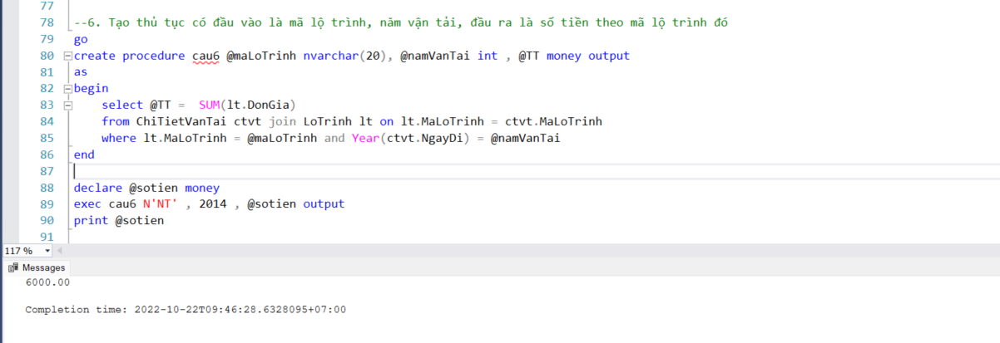 77
78 --6. Tạo thủ tục có đầu vào là mã lộ trình, năm vận tải, đầu ra là số tiền theo mã lộ trình đó
79 go
80 create procedure cau6 @maLoTrinh nvarchar(20), @namVanTai int , @TT money output
81 as
82 begin
83 select @TT =  SUM(lt.DonGia)
84 from ChiTietVanTai ctvt join LoTrinh lt on lt.MaLoTrinh = ctvt.MaLoTrinh
85 where lt.MaLoTrinh = @maLoTrinh and Year(ctvt.NgayDi) = @namVanTai
86 end
87
88 declare @sotien money
89 exec cau6 N'NT' , 2014 , @sotien output
90 print @sotien
91
117 %
Messages
6000.00
Completion time: 2022-10-22T09:46:28.6328095+07:00